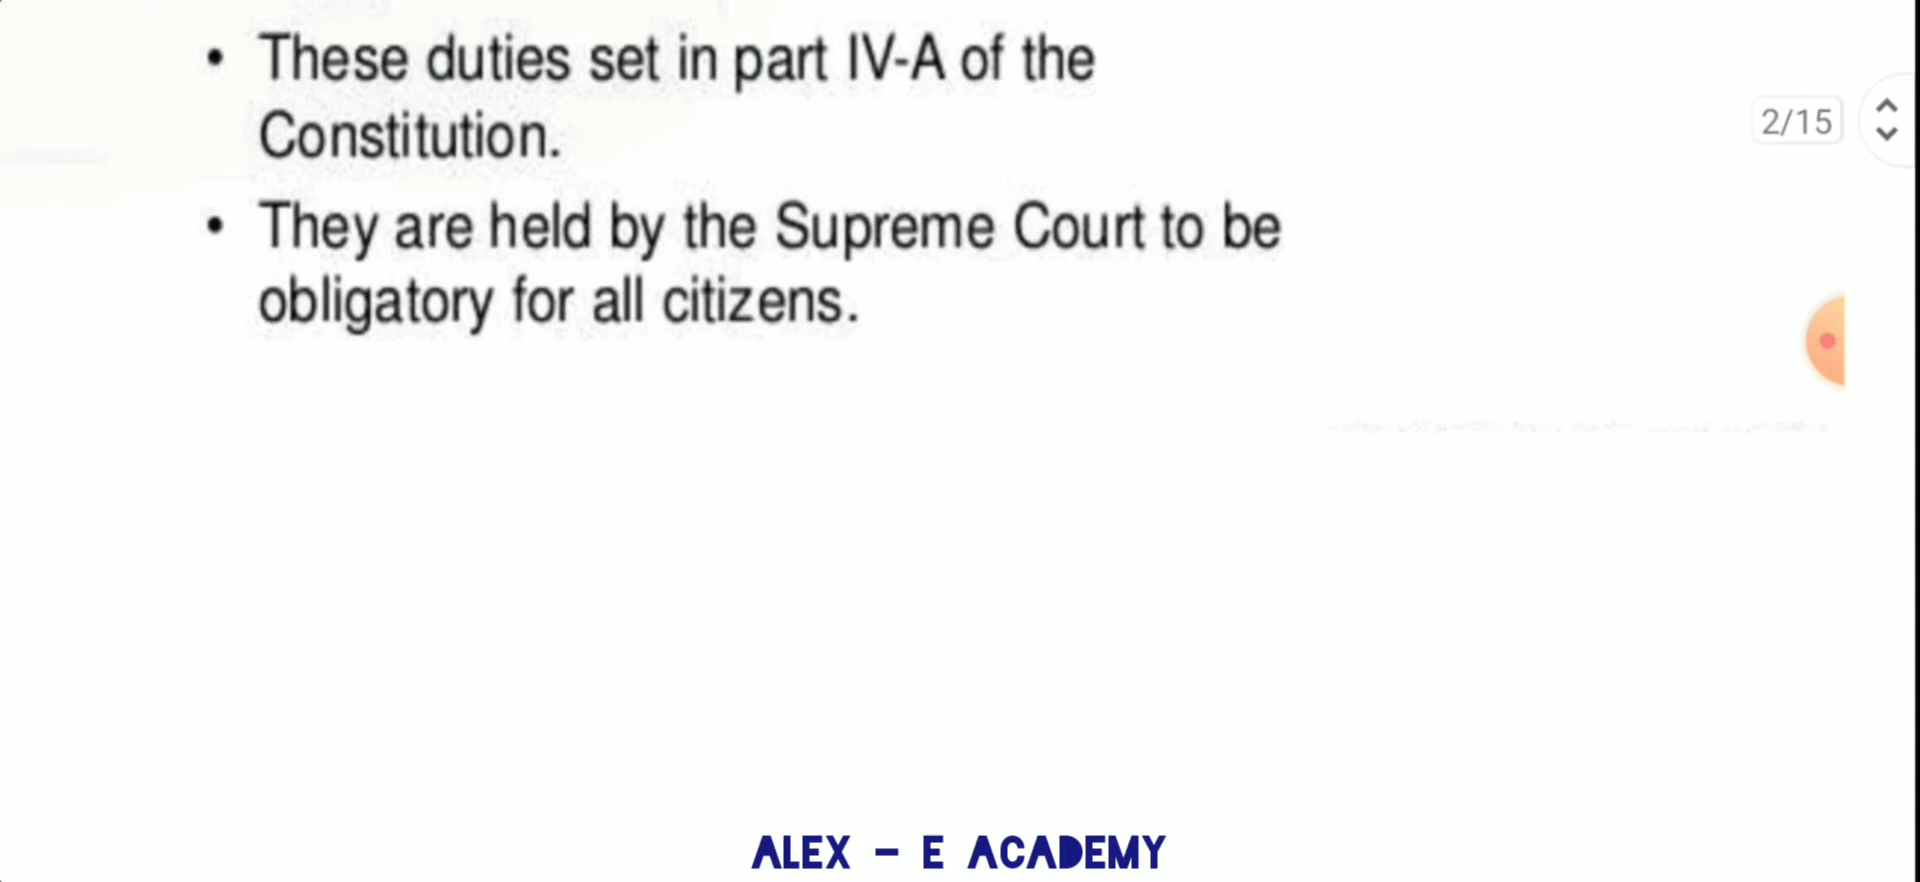 • These duties set in part IV-A of the
Constitution.
2/15
• They are held by the Supreme Court to be
obligatory for all citizens.
ALEX – E ACADEMY